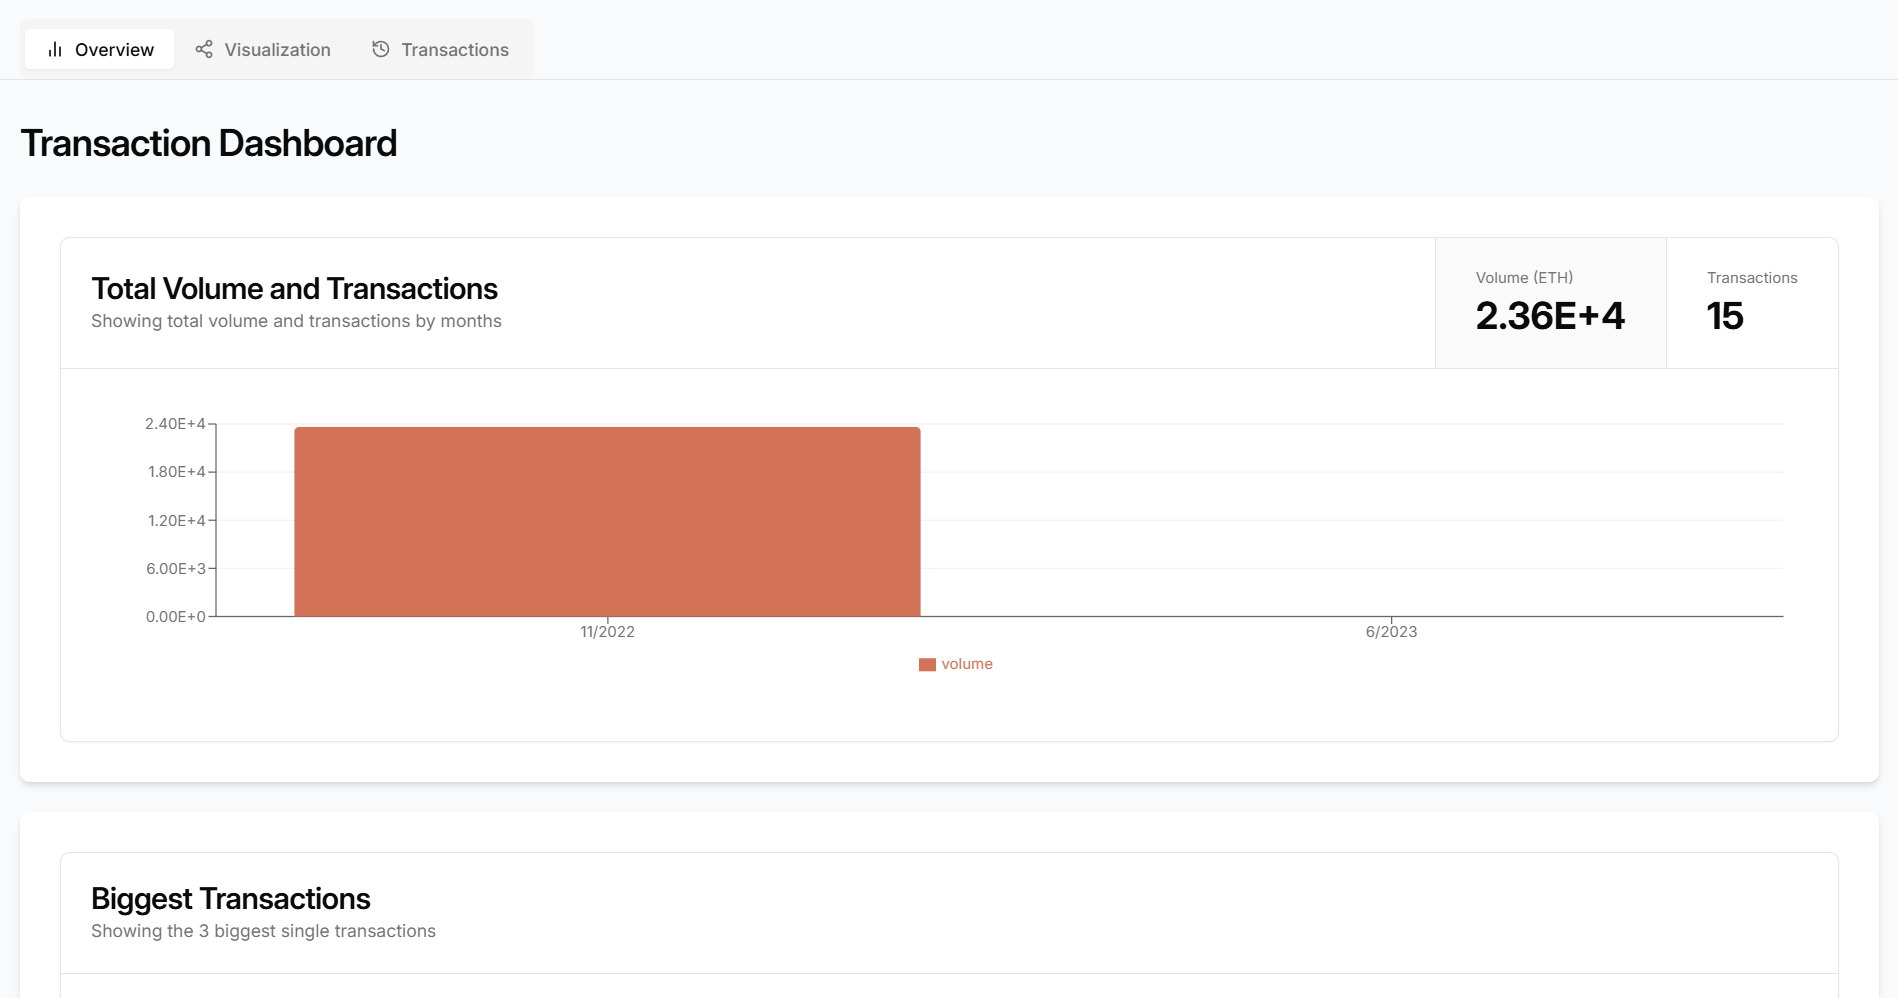 Overview
Visualization
Transactions
Transaction Dashboard
Total Volume and Transactions
Showing total volume and transactions by months
Volume (ETH)
2.36E+4
Transactions
15
2.40E+4
1.80E+4
1.20E+4
6.00E+3
0.00E+0
11/2022
6/2023
volume
Biggest Transactions
Showing the 3 biggest single transactions